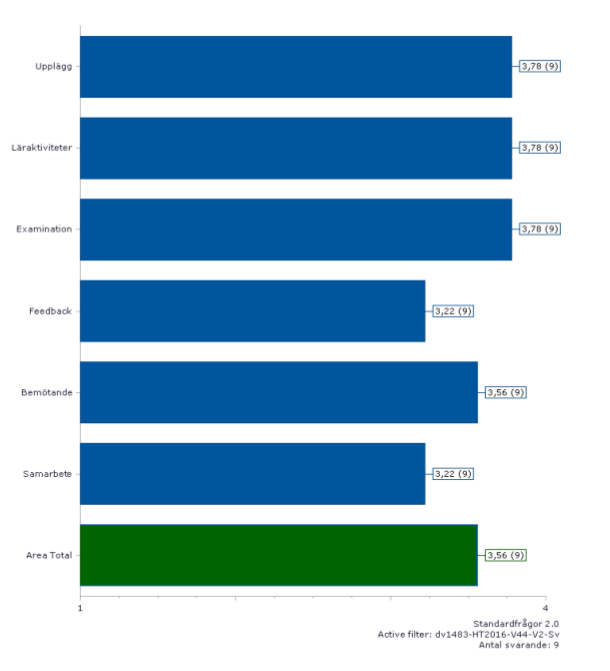 Upplägg 3,78 (9)
Läraktiviteter 3,78 (9)
Examination 3,78 (9)
Feedback 3,22 (9)
Bemötande 3,56 (9)
Samarbete 3,22 (9)
Area Total 3,56 (9)
1 4
Standardfrågor 2.0
Active filter: dv1483-HT2016-V44-V2-Sv
Antal svarande: 9